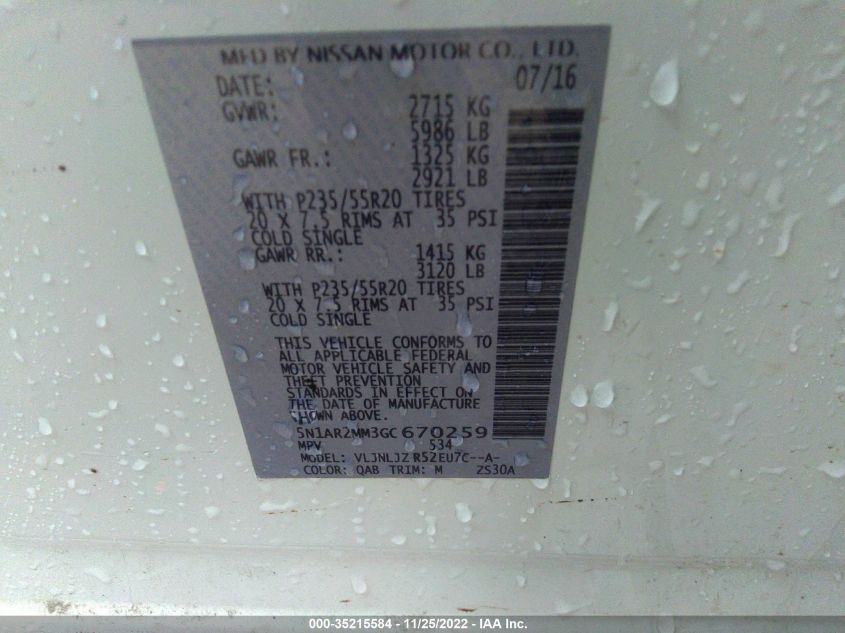 MFD BY NISSAN MOTOR CO., LTD.
DATE: 07/16
GVWR: 2715 KG
5986 LB
GAWR FR.: 1325 KG
2921 LB
WITH P235/55R20 TIRES
20 X 7.5 RIMS AT 35 PSI
COLD SINGLE
GAWR RR.: 1415 KG
3120 LB
WITH P235/55R20 TIRES
20 X 7.5 RIMS AT 35 PSI
COLD SINGLE
THIS VEHICLE CONFORMS TO
ALL APPLICABLE FEDERAL
MOTOR VEHICLE SAFETY AND
THEFT PREVENTION
STANDARDS IN EFFECT ON
THE DATE OF MANUFACTURE
SHOWN ABOVE.
5N1AR2MM3GC670259
MPV 534
MODEL: VLJNLJZ R52EU7C--A-
COLOR: QAB TRIM: M ZS30A
000-35215584 - 11/25/2022 - IAA Inc.